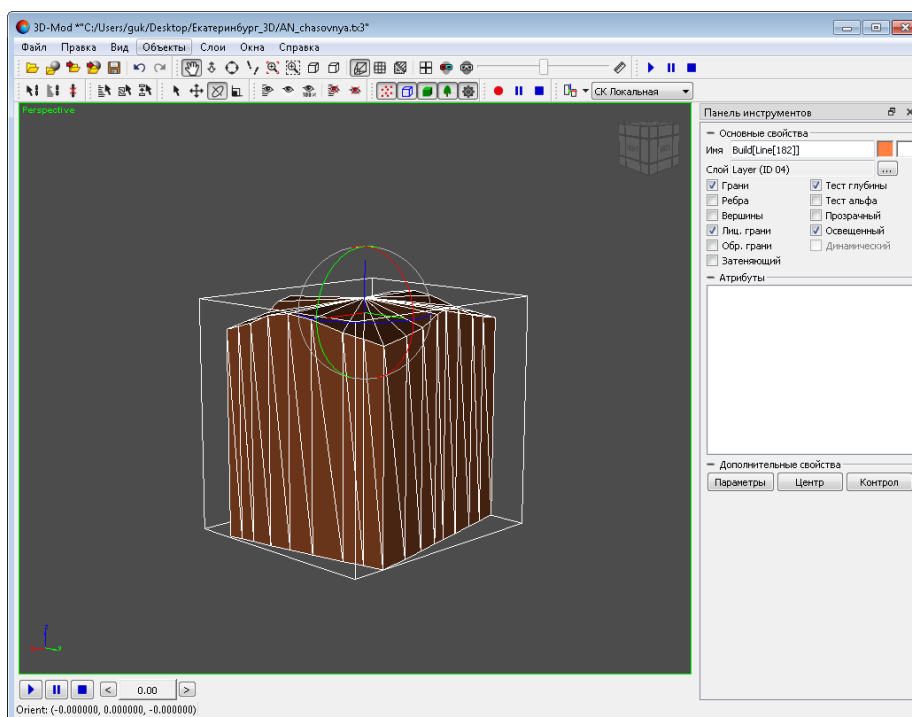 3D-Mod *"C:/Users/guk/Desktop/Екатеринбург_3D/AN_chasovnya.tx3"
Файл Правка Вид Объекты Слои Окна Справка
СК Локальная
Perspective
Панель инструментов
Основные свойства
Имя Build[Line[182]]
Слой Layer (ID 04) ...
Грани Тест глубины
Ребра Тест альфа
Вершины Прозрачный
Лиц. грани Освещенный
Обр. грани Динамический
Затеняющий
Атрибуты
Дополнительные свойства
Параметры Центр Контрол
< 0.00 >
Orient: (-0.000000, 0.000000, -0.000000)